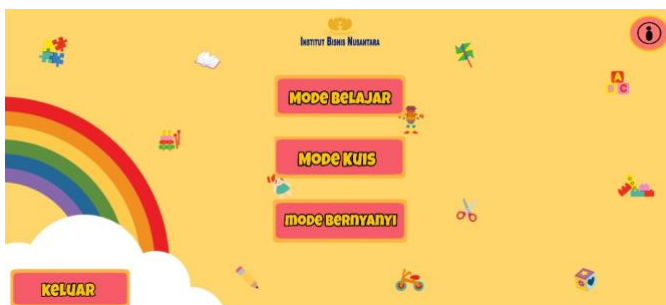 Institut Bisnis Nusantara
MODE BELAJAR
MODE KUIS
MODE BERNYANYI
KELUAR
A
C